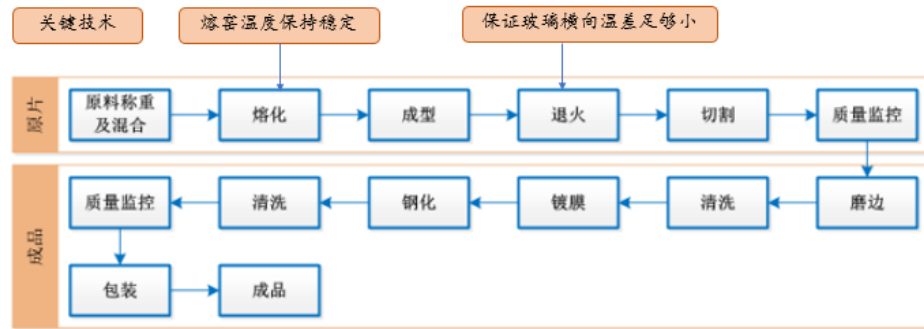 关键技术
熔窑温度保持稳定
保证玻璃横向温差足够小
原片
原料称重
及混合
熔化
成型
退火
切割
质量监控
成品
质量监控
清洗
钢化
镀膜
清洗
磨边
包装
成品